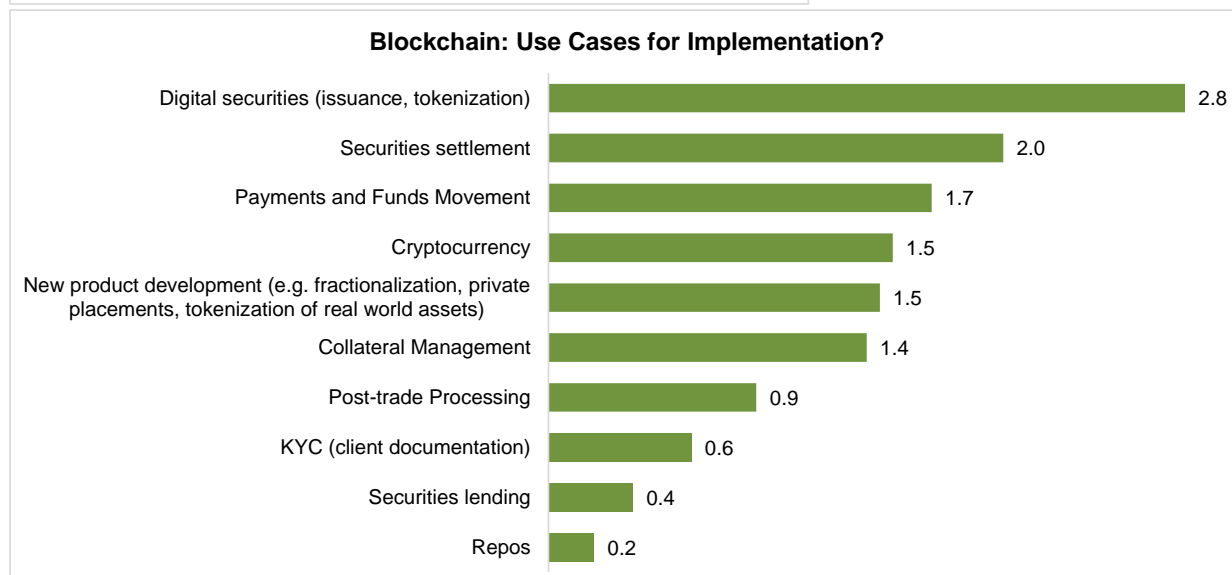 Blockchain: Use Cases for Implementation?
Digital securities (issuance, tokenization)
2.8
Securities settlement
2.0
Payments and Funds Movement
1.7
Cryptocurrency
1.5
New product development (e.g. fractionalization, private
placements, tokenization of real world assets)
1.5
Collateral Management
1.4
Post-trade Processing
0.9
KYC (client documentation)
0.6
Securities lending
0.4
Repos
0.2